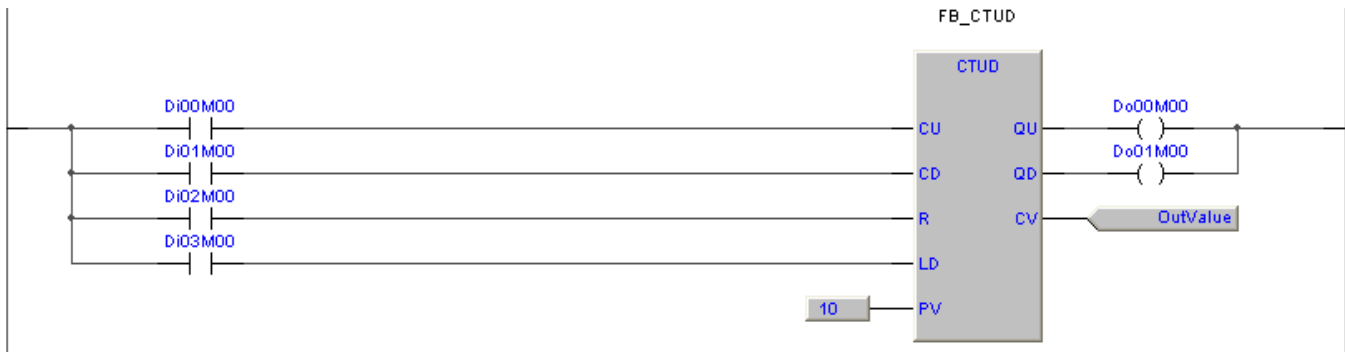 FB_CTUD
CTUD
Di00M00
CU QU
Do00M00
Di01M00
CD QD
Do01M00
Di02M00
R CV
OutValue
Di03M00
LD
10
PV